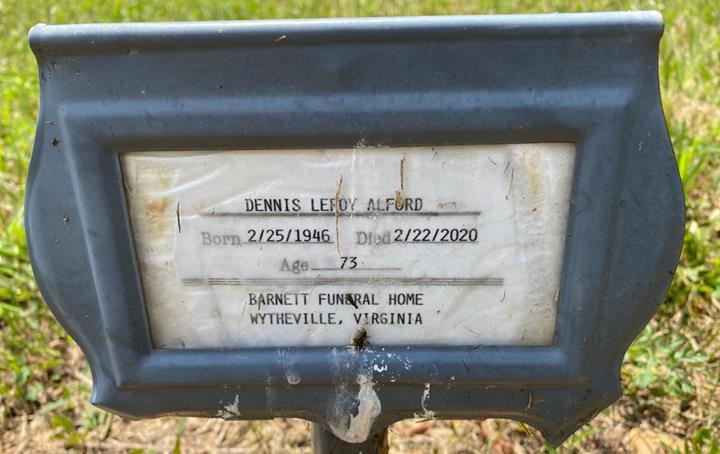 DENNIS LEROY ALFORD
Born 2/25/1946 Died 2/22/2020
Age 73
BARNETT FUNERAL HOME
WYTHEVILLE, VIRGINIA